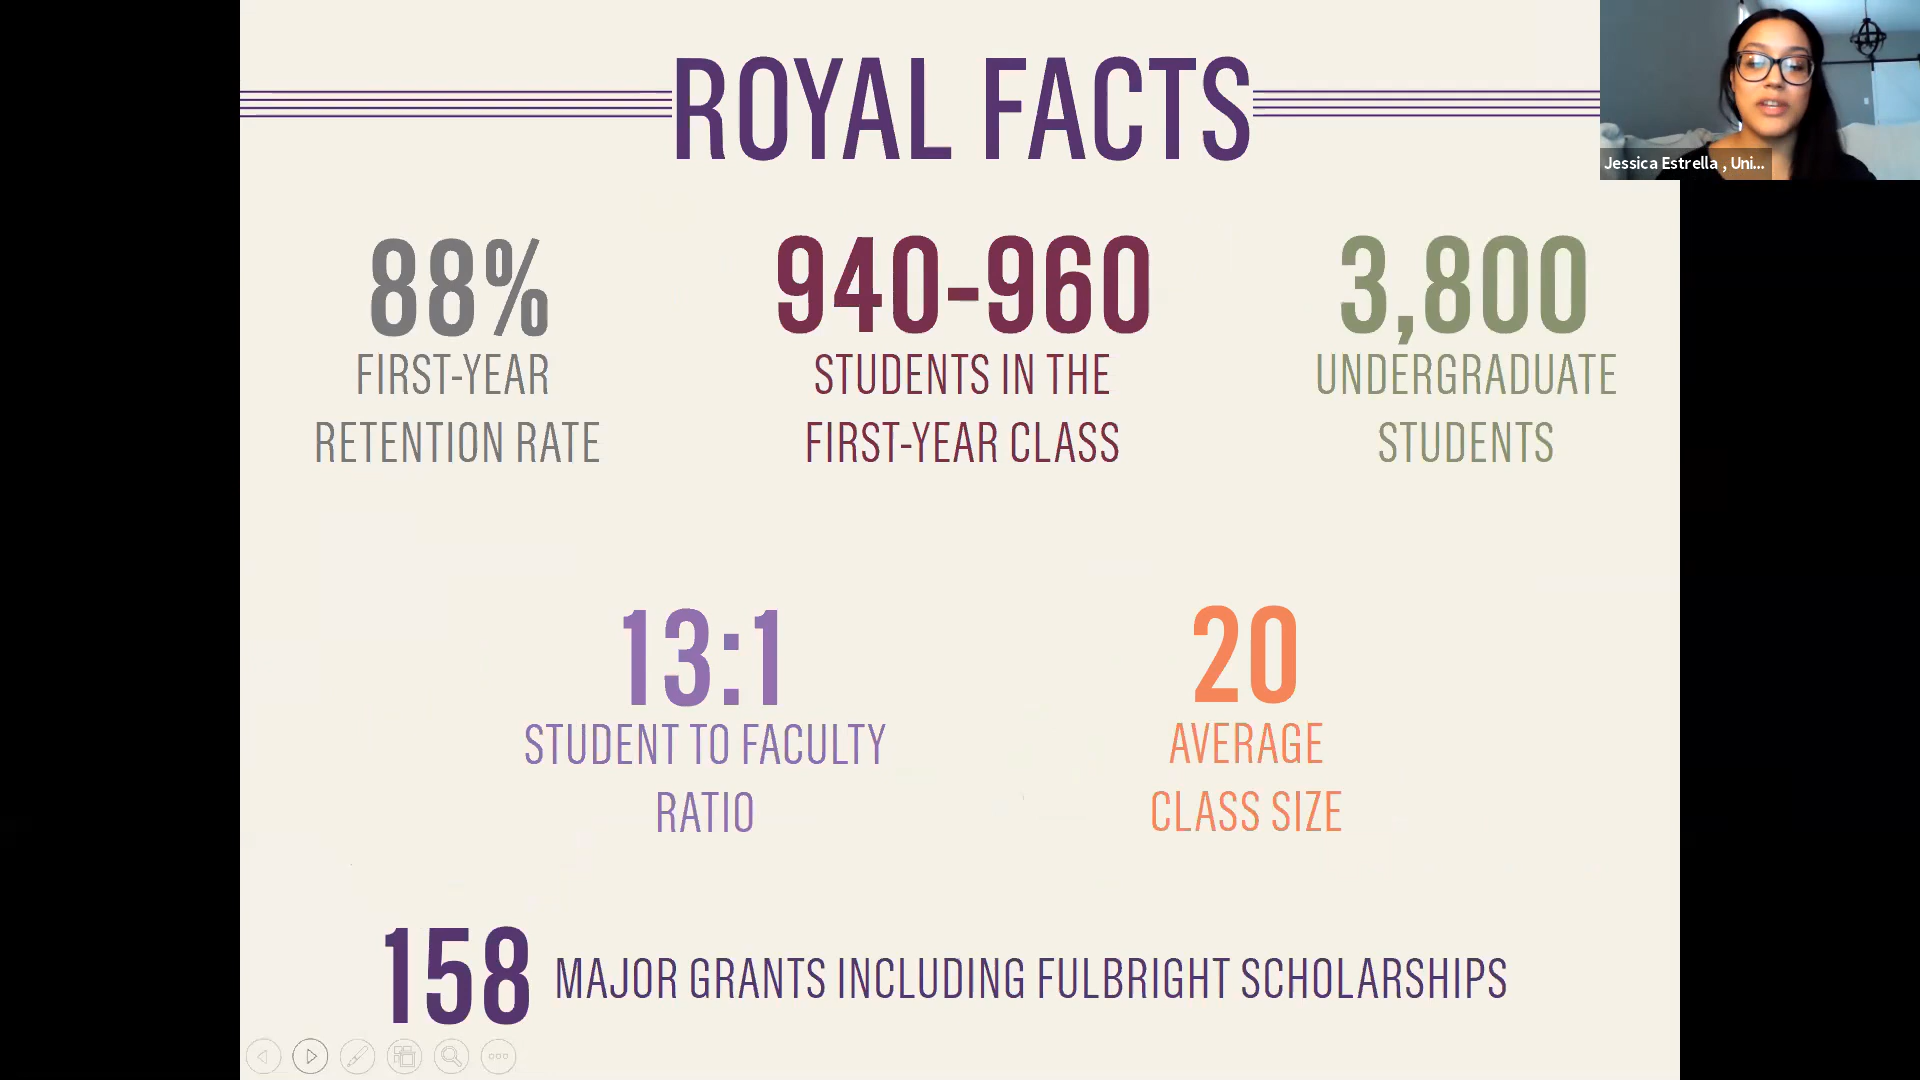 ROYAL FACTS
Jessica Estrella , Uni...
88%
FIRST-YEAR
RETENTION RATE
940-960
STUDENTS IN THE
FIRST-YEAR CLASS
3,800
UNDERGRADUATE
STUDENTS
13:1
STUDENT TO FACULTY
RATIO
20
AVERAGE
CLASS SIZE
158 MAJOR GRANTS INCLUDING FULBRIGHT SCHOLARSHIPS